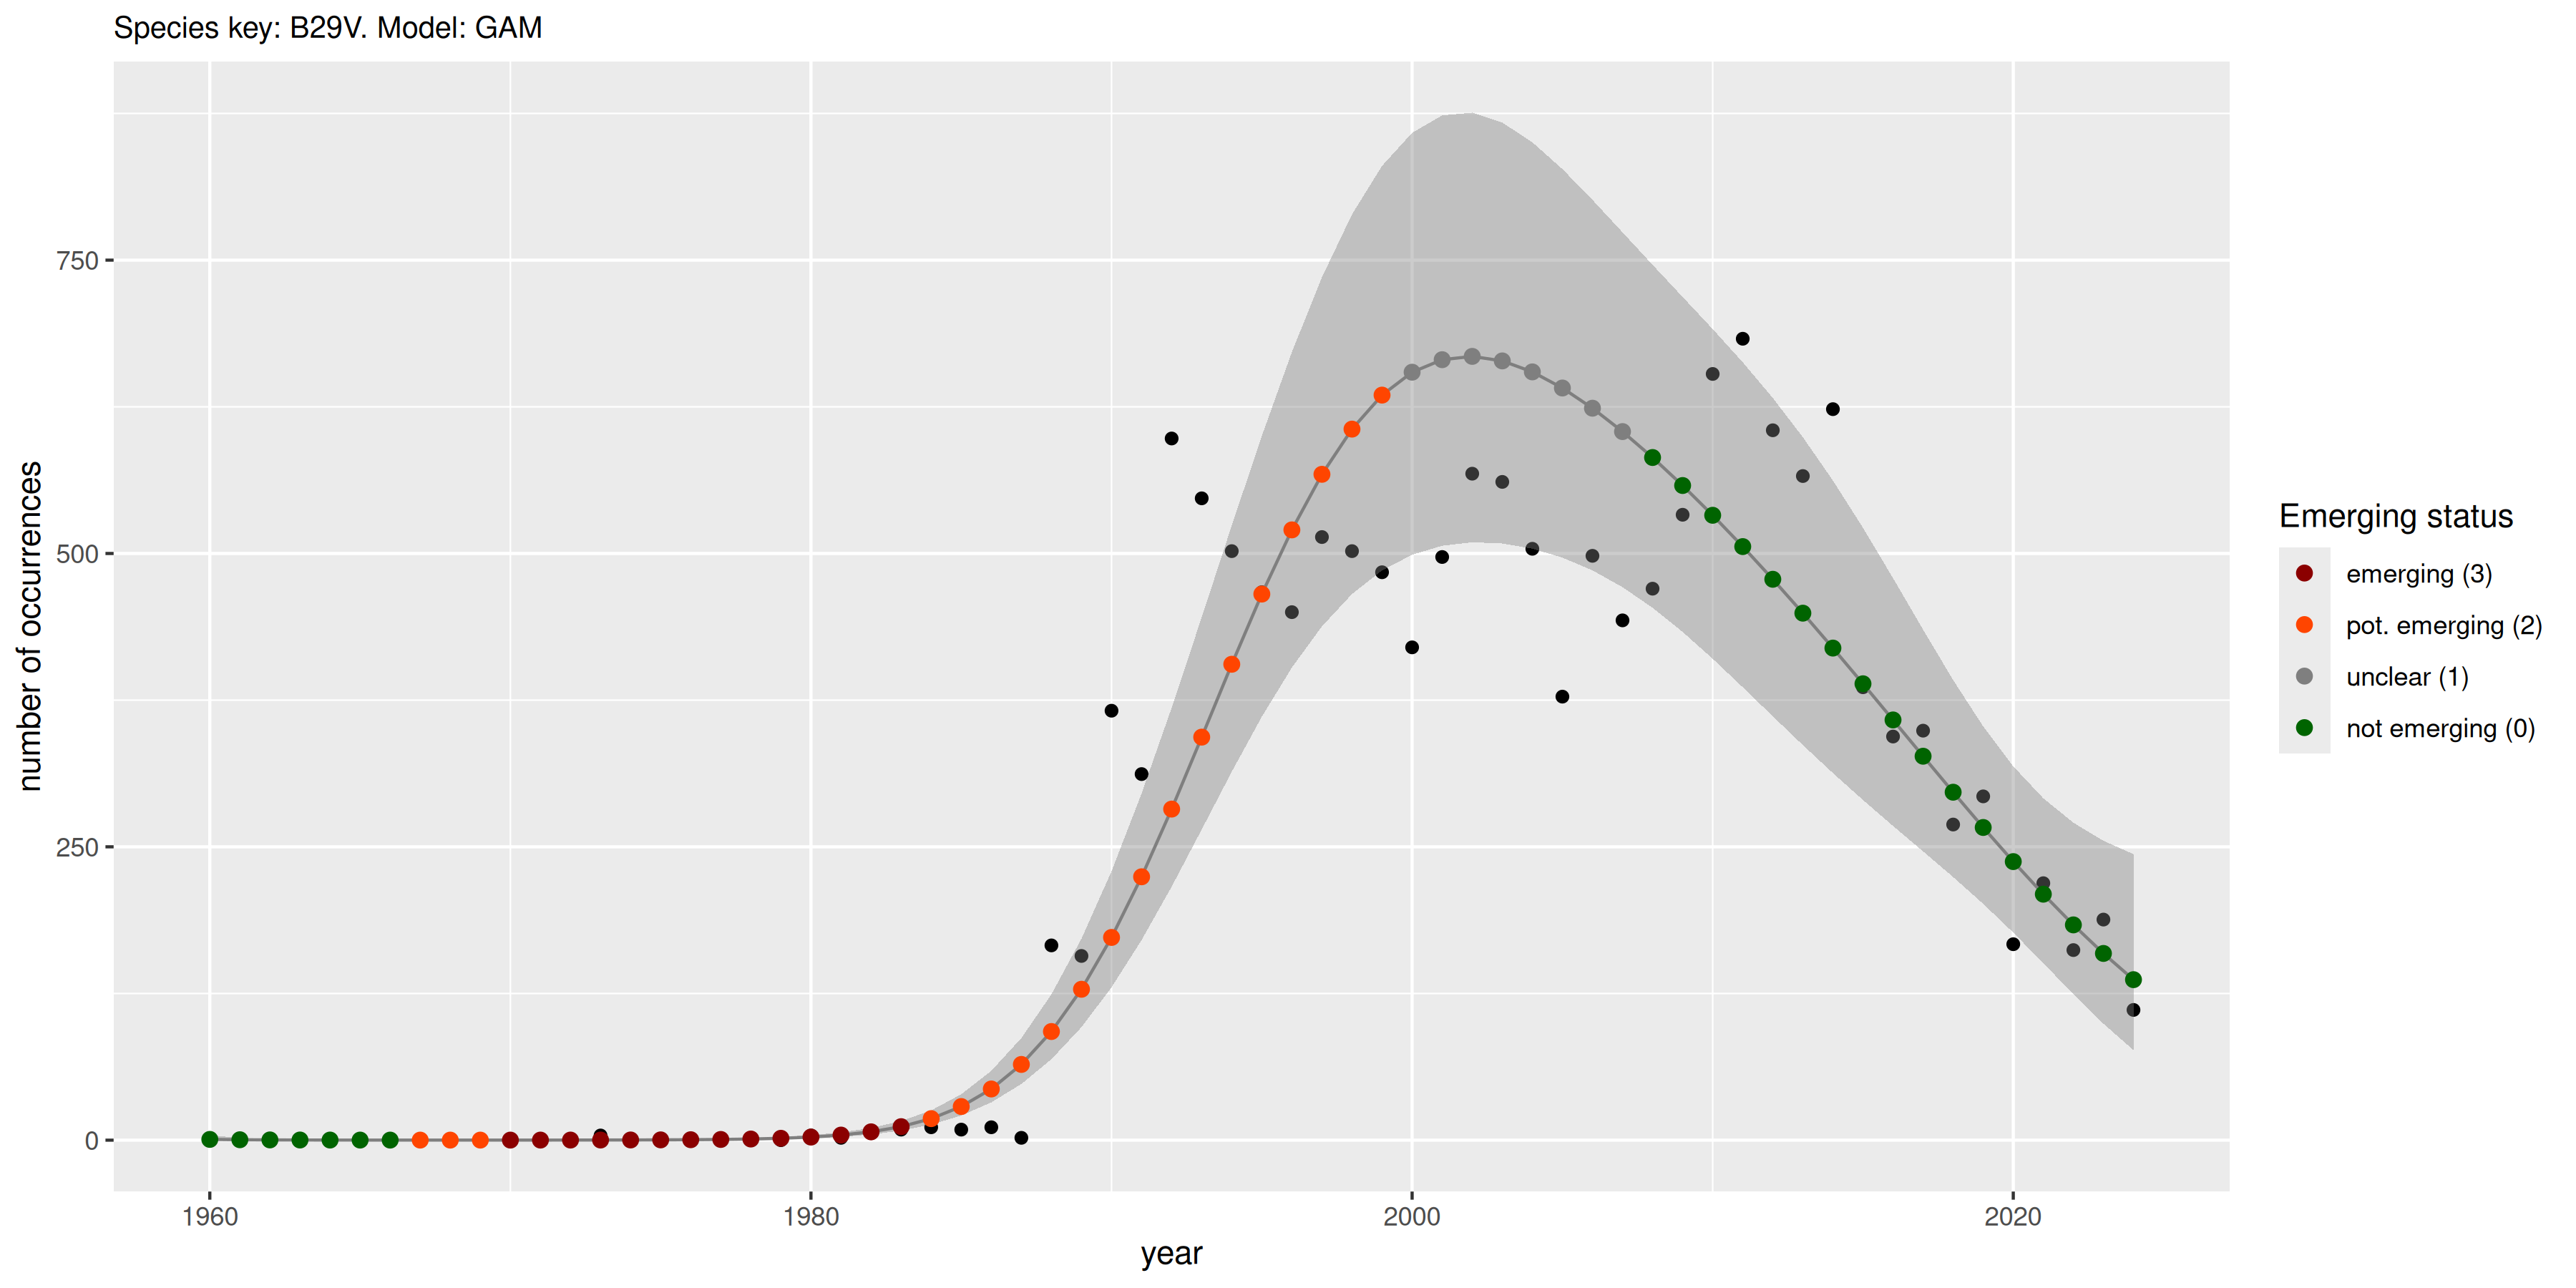 Species key: B29V. Model: GAM
number of occurrences
750
500
250
0
1960
1980
2000
2020
year
Emerging status
emerging (3)
pot. emerging (2)
unclear (1)
not emerging (0)